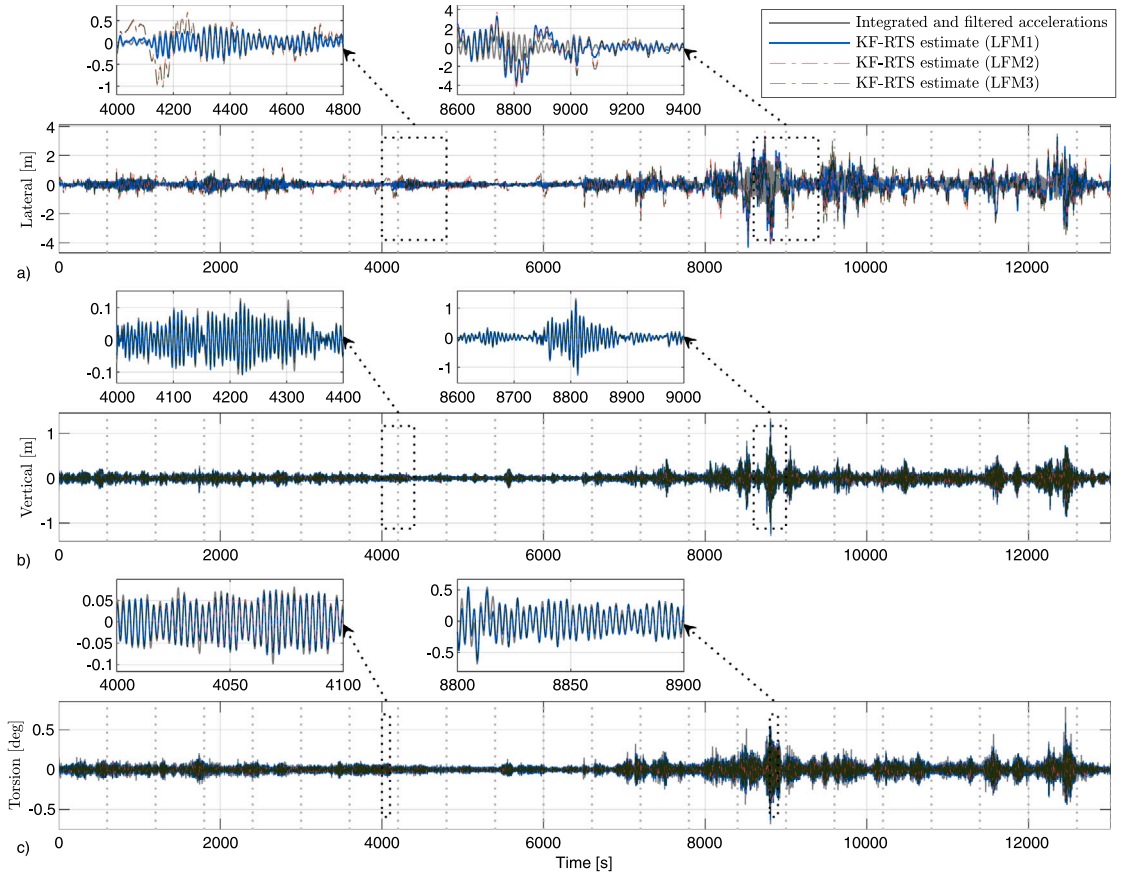 0.5
0
-0.5
-1
4000 4200 4400 4600 4800
4
2
0
-2
-4
8600 8800 9000 9200 9400
Integrated and filtered accelerations
KF-RTS estimate (LFM1)
KF-RTS estimate (LFM2)
KF-RTS estimate (LFM3)
Lateral [m]
4
2
0
-2
-4
a)
0 2000 4000 6000 8000 10000 12000
0.1
0
-0.1
4000 4100 4200 4300 4400
1
0
-1
8600 8700 8800 8900 9000
Vertical [m]
1
0
-1
b)
0 2000 4000 6000 8000 10000 12000
0.05
0
-0.05
-0.1
4000 4050 4100
0.5
0
-0.5
8800 8850 8900
Torsion [deg]
0.5
0
-0.5
c)
0 2000 4000 6000 8000 10000 12000
Time [s]